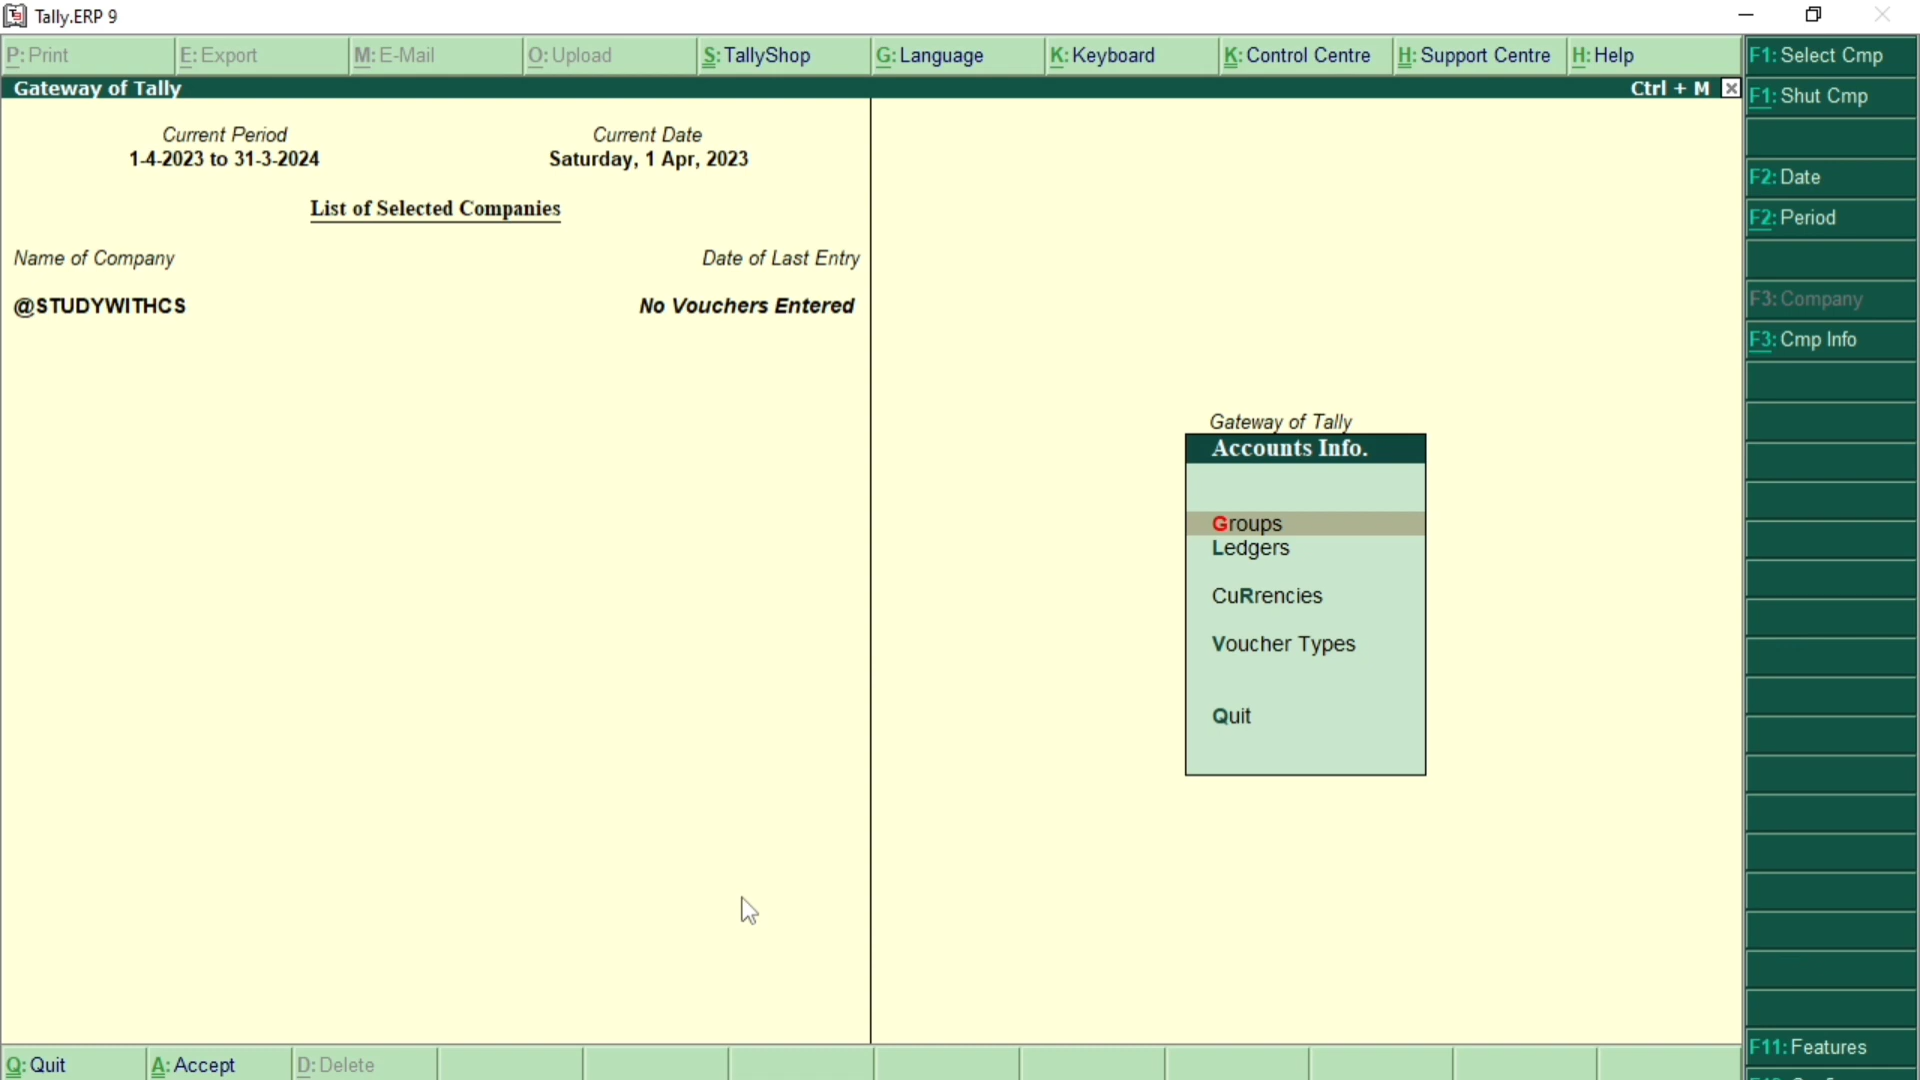 Tally.ERP 9
P: Print
E: Export
M: E-Mail
O: Upload
S: TallyShop
G: Language
K: Keyboard
K: Control Centre
H: Support Centre
H: Help
Gateway of Tally
Ctrl + M
Current Period
1-4-2023 to 31-3-2024
Current Date
Saturday, 1 Apr, 2023
List of Selected Companies
Name of Company
Date of Last Entry
@STUDYWITHCS
No Vouchers Entered
Gateway of Tally
Accounts Info.
Groups
Ledgers
CuRrencies
Voucher Types
Quit
F1: Select Cmp
F1: Shut Cmp
F2: Date
F2: Period
F3: Company
F3: Cmp Info
F11: Features
Q: Quit
A: Accept
D: Delete